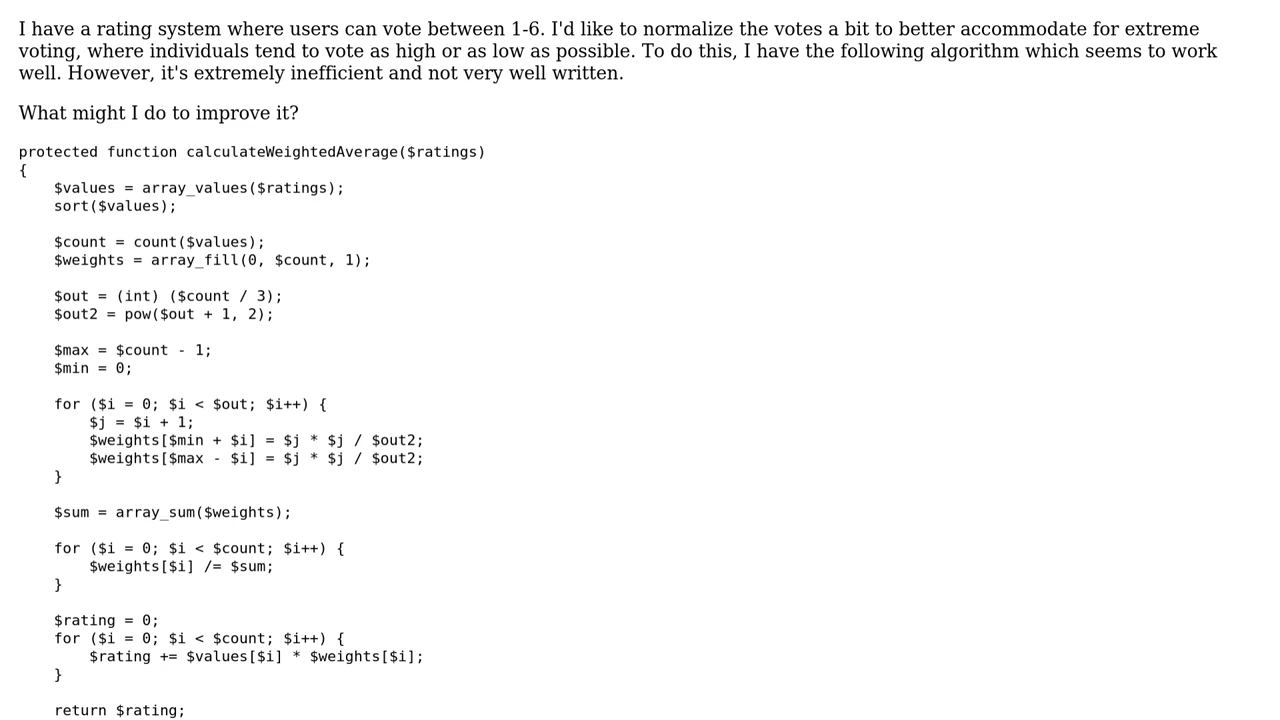 I have a rating system where users can vote between 1-6. I'd like to normalize the votes a bit to better accommodate for extreme
voting, where individuals tend to vote as high or as low as possible. To do this, I have the following algorithm which seems to work
well. However, it's extremely inefficient and not very well written.
What might I do to improve it?
protected function calculateWeightedAverage($ratings)
{
    $values = array_values($ratings);
    sort($values);
    $count = count($values);
    $weights = array_fill(0, $count, 1);
    $out = (int) ($count / 3);
    $out2 = pow($out + 1, 2);
    $max = $count - 1;
    $min = 0;
    for ($i = 0; $i < $out; $i++) {
        $j = $i + 1;
        $weights[$min + $i] = $j * $j / $out2;
        $weights[$max - $i] = $j * $j / $out2;
    }
    $sum = array_sum($weights);
    for ($i = 0; $i < $count; $i++) {
        $weights[$i] /= $sum;
    }
    $rating = 0;
    for ($i = 0; $i < $count; $i++) {
        $rating += $values[$i] * $weights[$i];
    }
    return $rating;